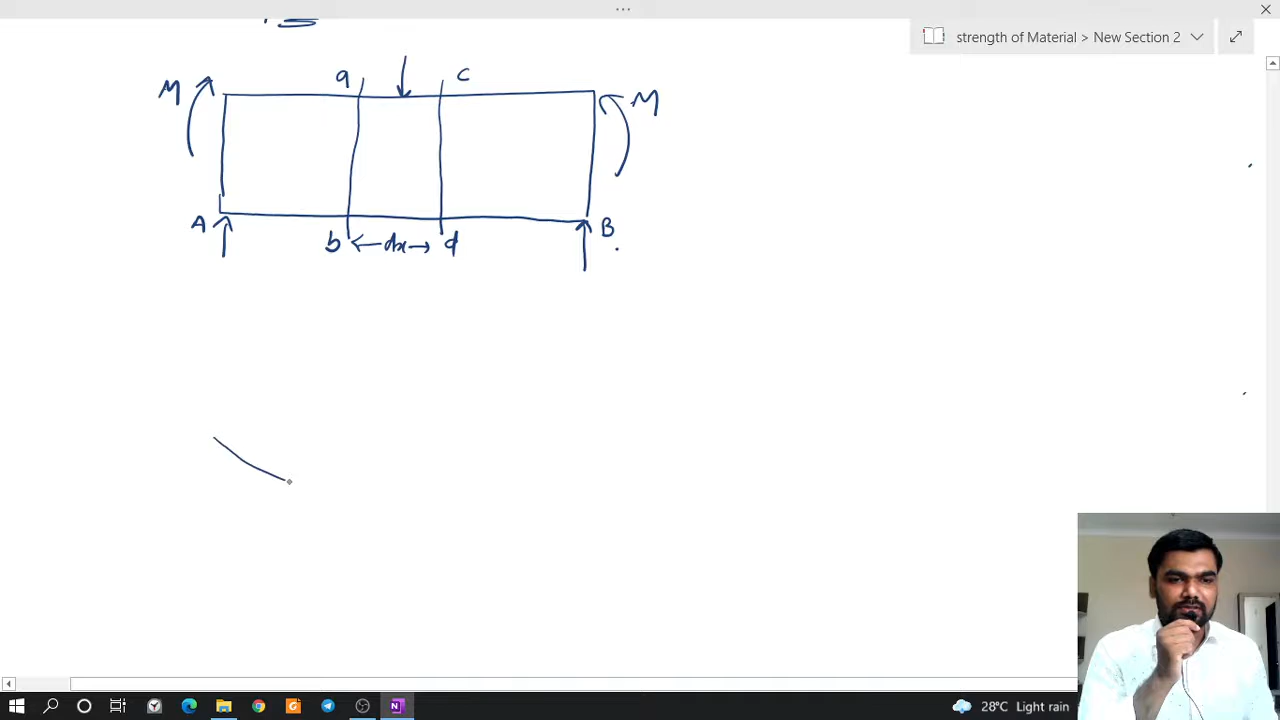 strength of Material > New Section 2
M a c M
A B
b dx d
28°C Light rain